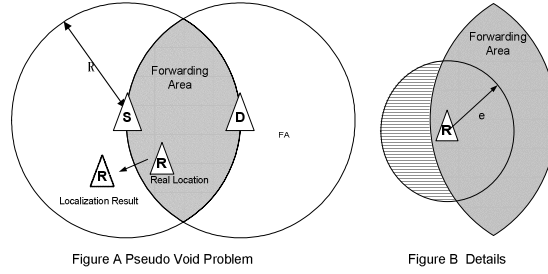 R
Forwarding
Area
S
D
FA
R
R
Real Location
Localization Result
Figure A Pseudo Void Problem
Forwarding
Area
R
e
Figure B Details